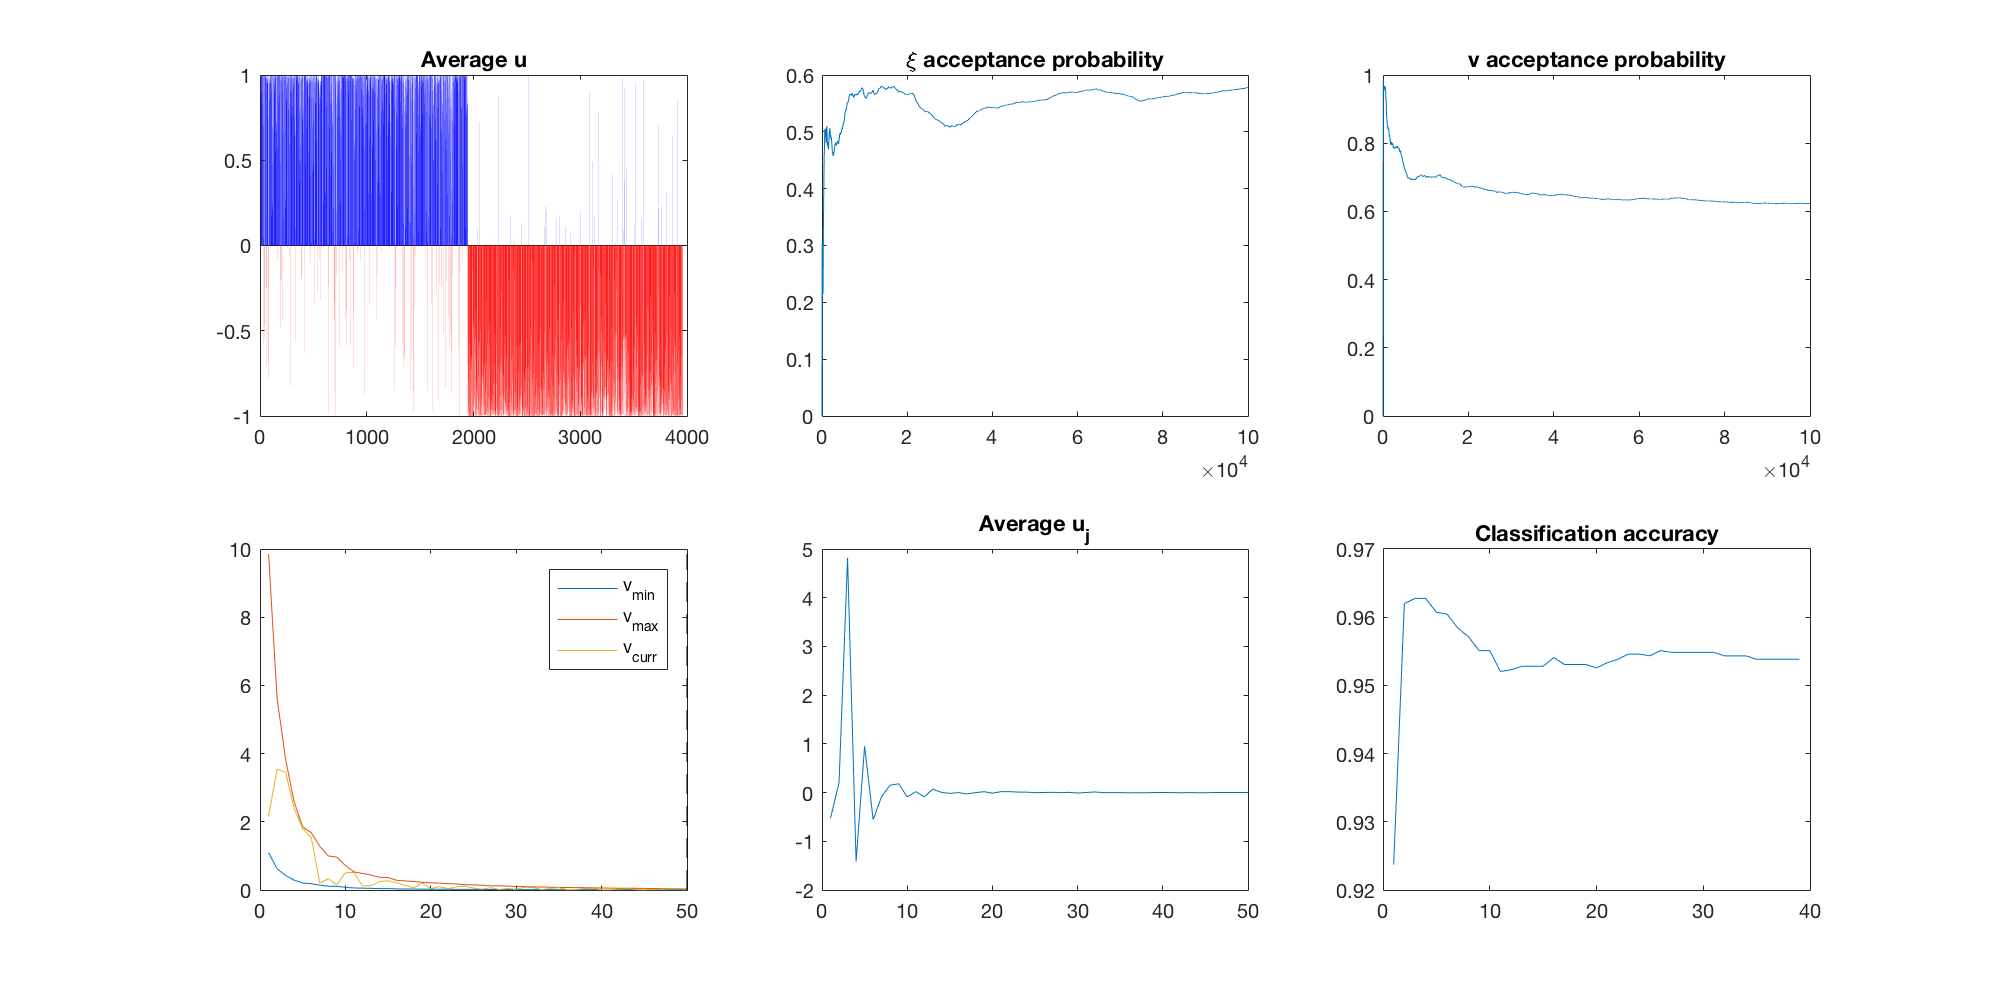 Average u
1
0.5
0
-0.5
-1
0 1000 2000 3000 4000
ξ acceptance probability
0.6
0.5
0.4
0.3
0.2
0.1
0
0 2 4 6 8 10
×10^4
v acceptance probability
1
0.8
0.6
0.4
0.2
0
0 2 4 6 8 10
×10^4
10
8
6
4
2
0
0 10 20 30 40 50
v_min
v_max
v_curr
Average u_j
5
4
3
2
1
0
-1
-2
0 10 20 30 40 50
Classification accuracy
0.97
0.96
0.95
0.94
0.93
0.92
0 10 20 30 40